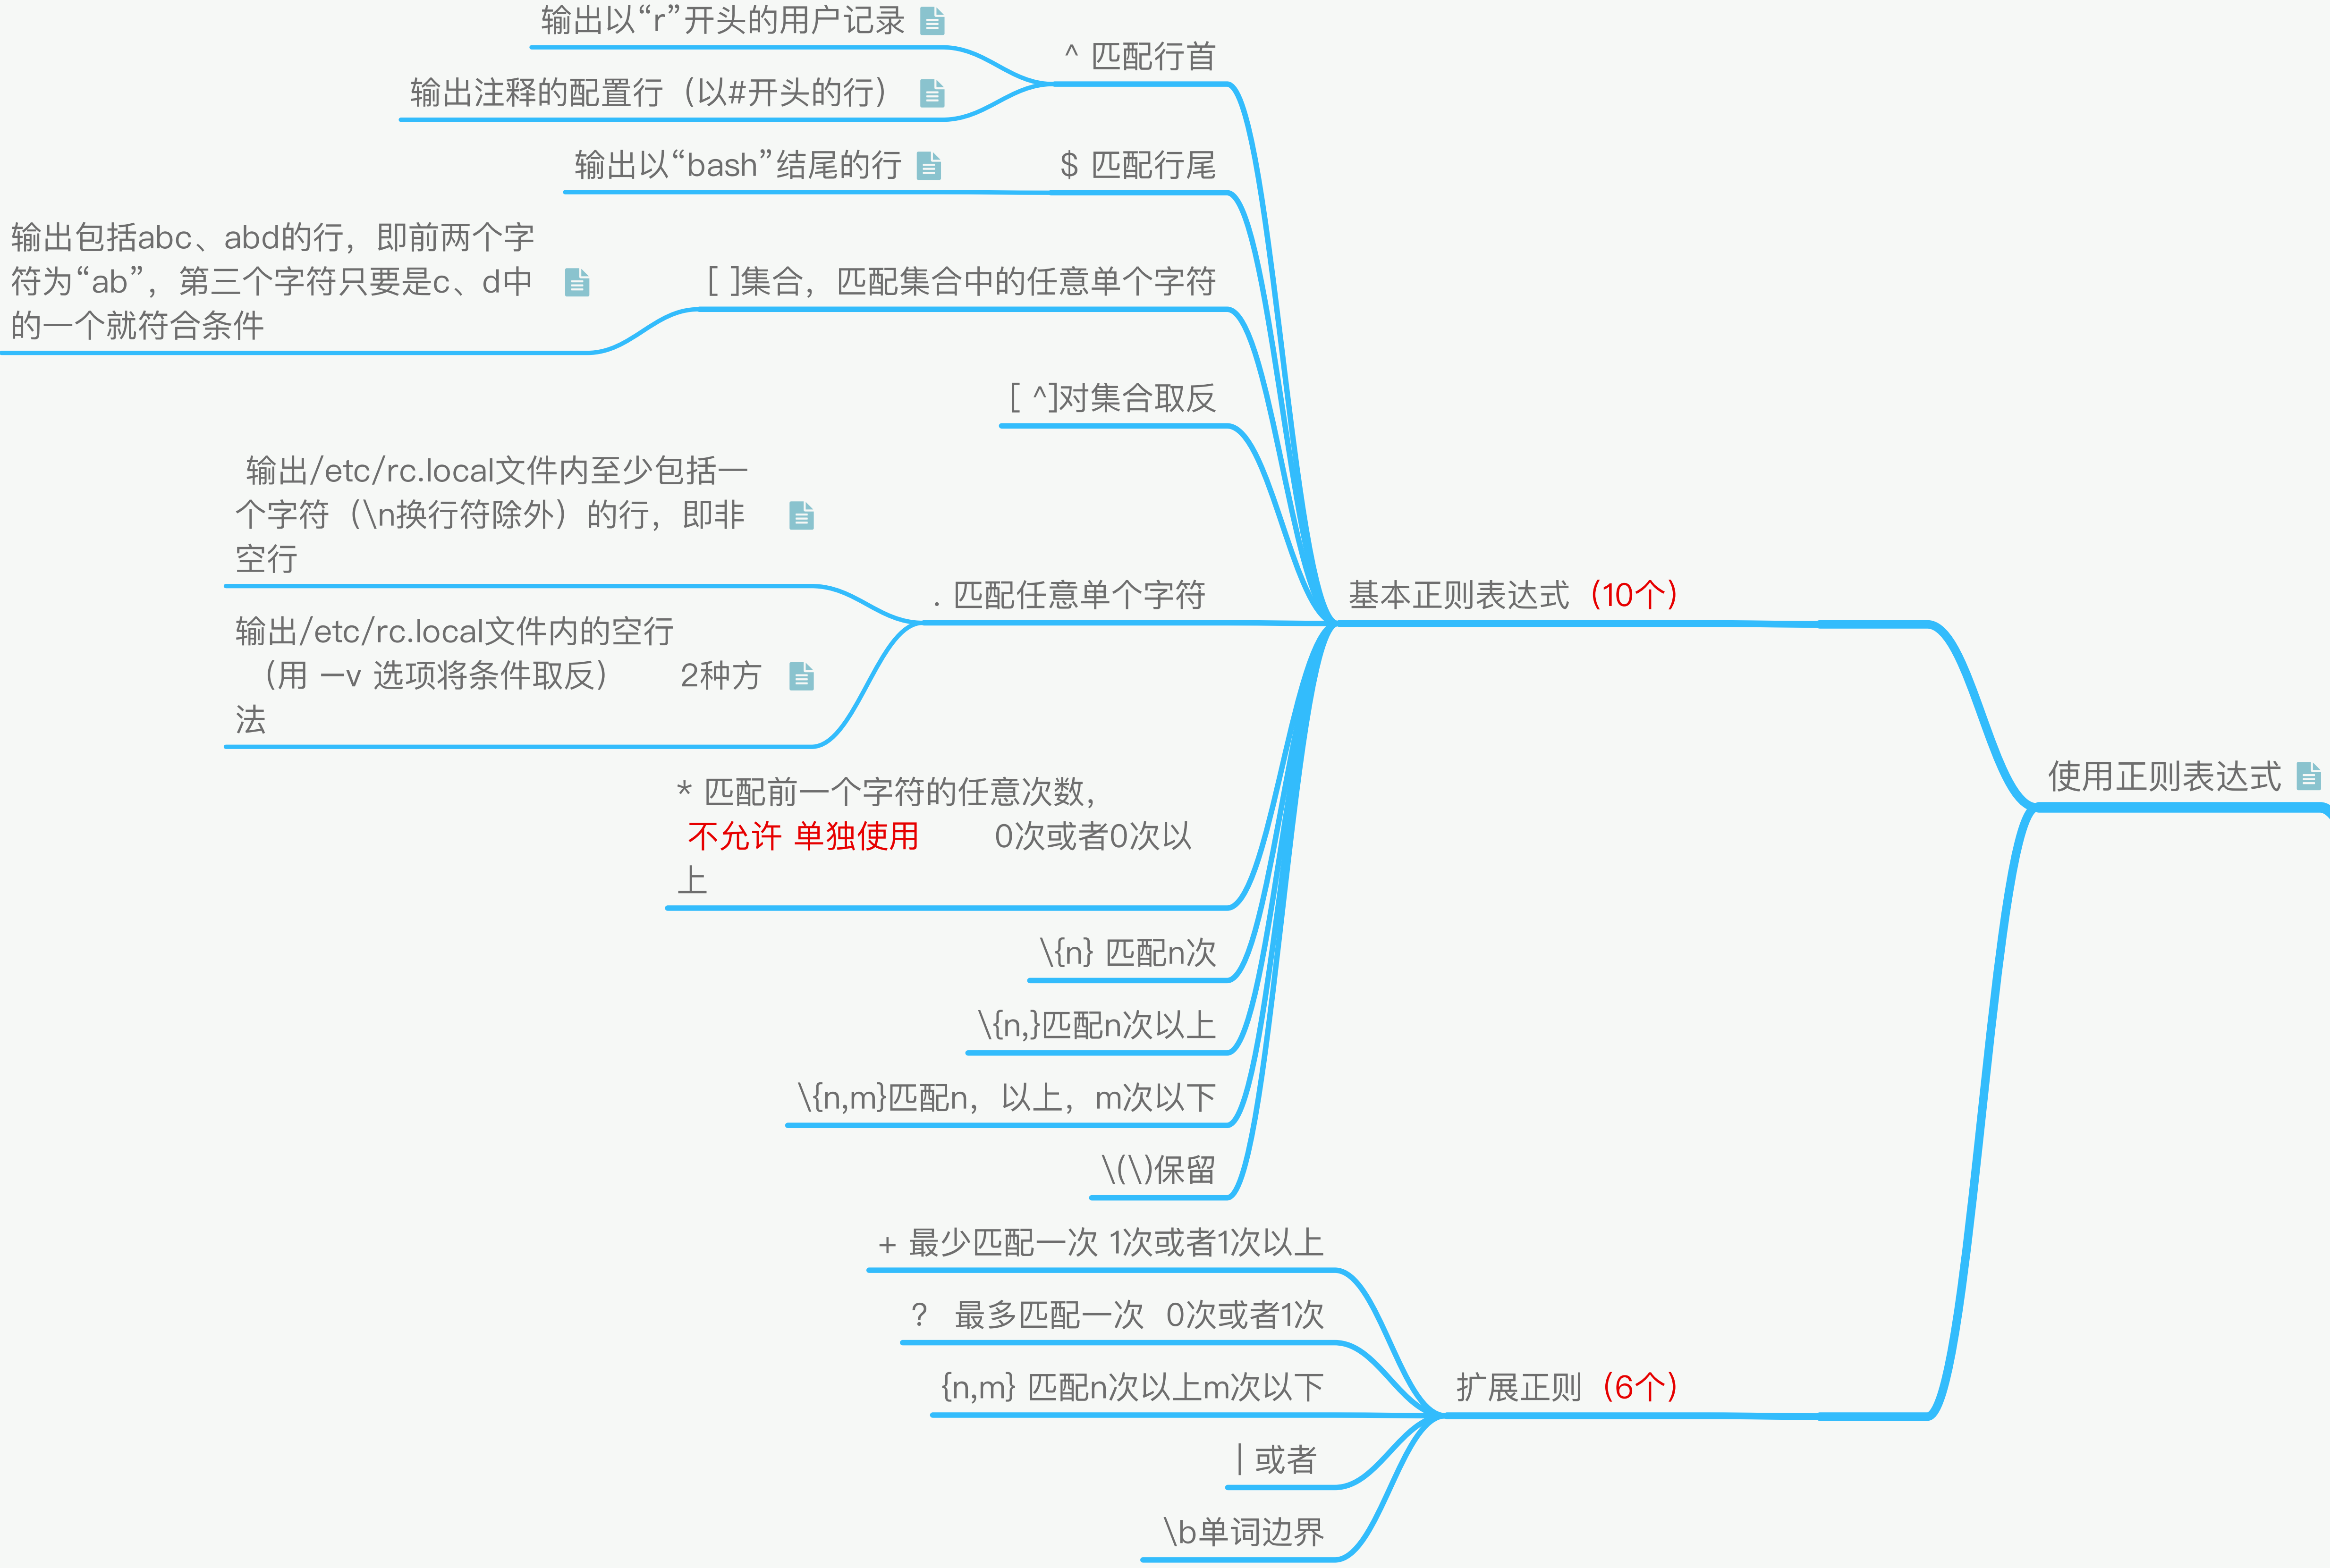 输出以“r”开头的用户记录
^ 匹配行首
输出注释的配置行（以#开头的行）
输出以“bash”结尾的行
$ 匹配行尾
输出包括abc、abd的行，即前两个字
符为“ab”，第三个字符只要是c、d中
的一个就符合条件
[ ]集合，匹配集合中的任意单个字符
[ ^]对集合取反
输出/etc/rc.local文件内至少包括一
个字符（\n换行符除外）的行，即非
空行
. 匹配任意单个字符
基本正则表达式（10个）
输出/etc/rc.local文件内的空行
（用 —v 选项将条件取反） 2种方
法
使用正则表达式
* 匹配前一个字符的任意次数，
不允许 单独使用 0次或者0次以
上
\{n} 匹配n次
\{n,}匹配n次以上
\{n,m}匹配n，以上，m次以下
\(\)保留
+ 最少匹配一次 1次或者1次以上
? 最多匹配一次 0次或者1次
{n,m} 匹配n次以上m次以下
扩展正则（6个）
| 或者
\b单词边界